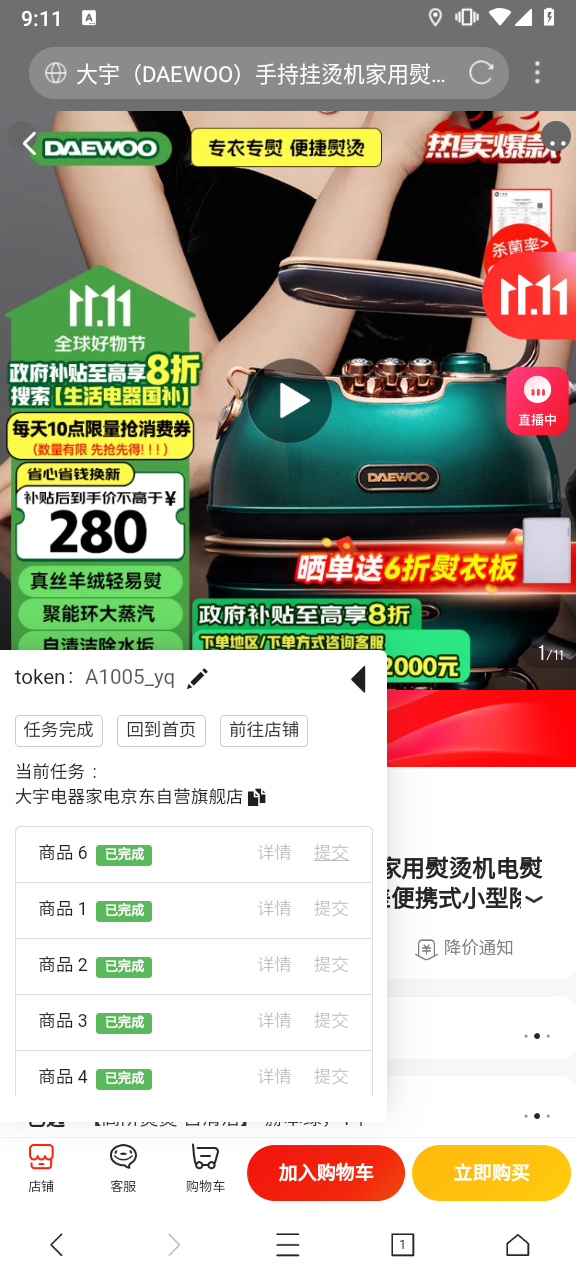 9:11
大宇（DAEWOO）手持挂烫机家用熨...
DAEWOO
专衣专熨 便捷熨烫
热卖爆款
杀菌率>
11.11
11.11
全球好物节
政府补贴至高享8折
搜索【生活电器国补】
直播中
每天10点限量抢消费券
(数量有限 先抢先得!!!)
省心省钱换新
补贴后到手价不高于¥
280
DAEWOO
真丝羊绒轻易熨
晒单送6折熨衣板
聚能环大蒸汽
政府补贴至高享8折
自清洁除水垢
下单地区/下单方式咨询客服
2000元
1/11
token： A1005_yq
任务完成
回到首页
前往店铺
当前任务：
大宇电器家电京东自营旗舰店
商品 6 已完成 详情 提交
商品 1 已完成 详情 提交
商品 2 已完成 详情 提交
商品 3 已完成 详情 提交
商品 4 已完成 详情 提交
家用熨烫机电熨
便携式小型除
降价通知
店铺
客服
购物车
加入购物车
立即购买
1